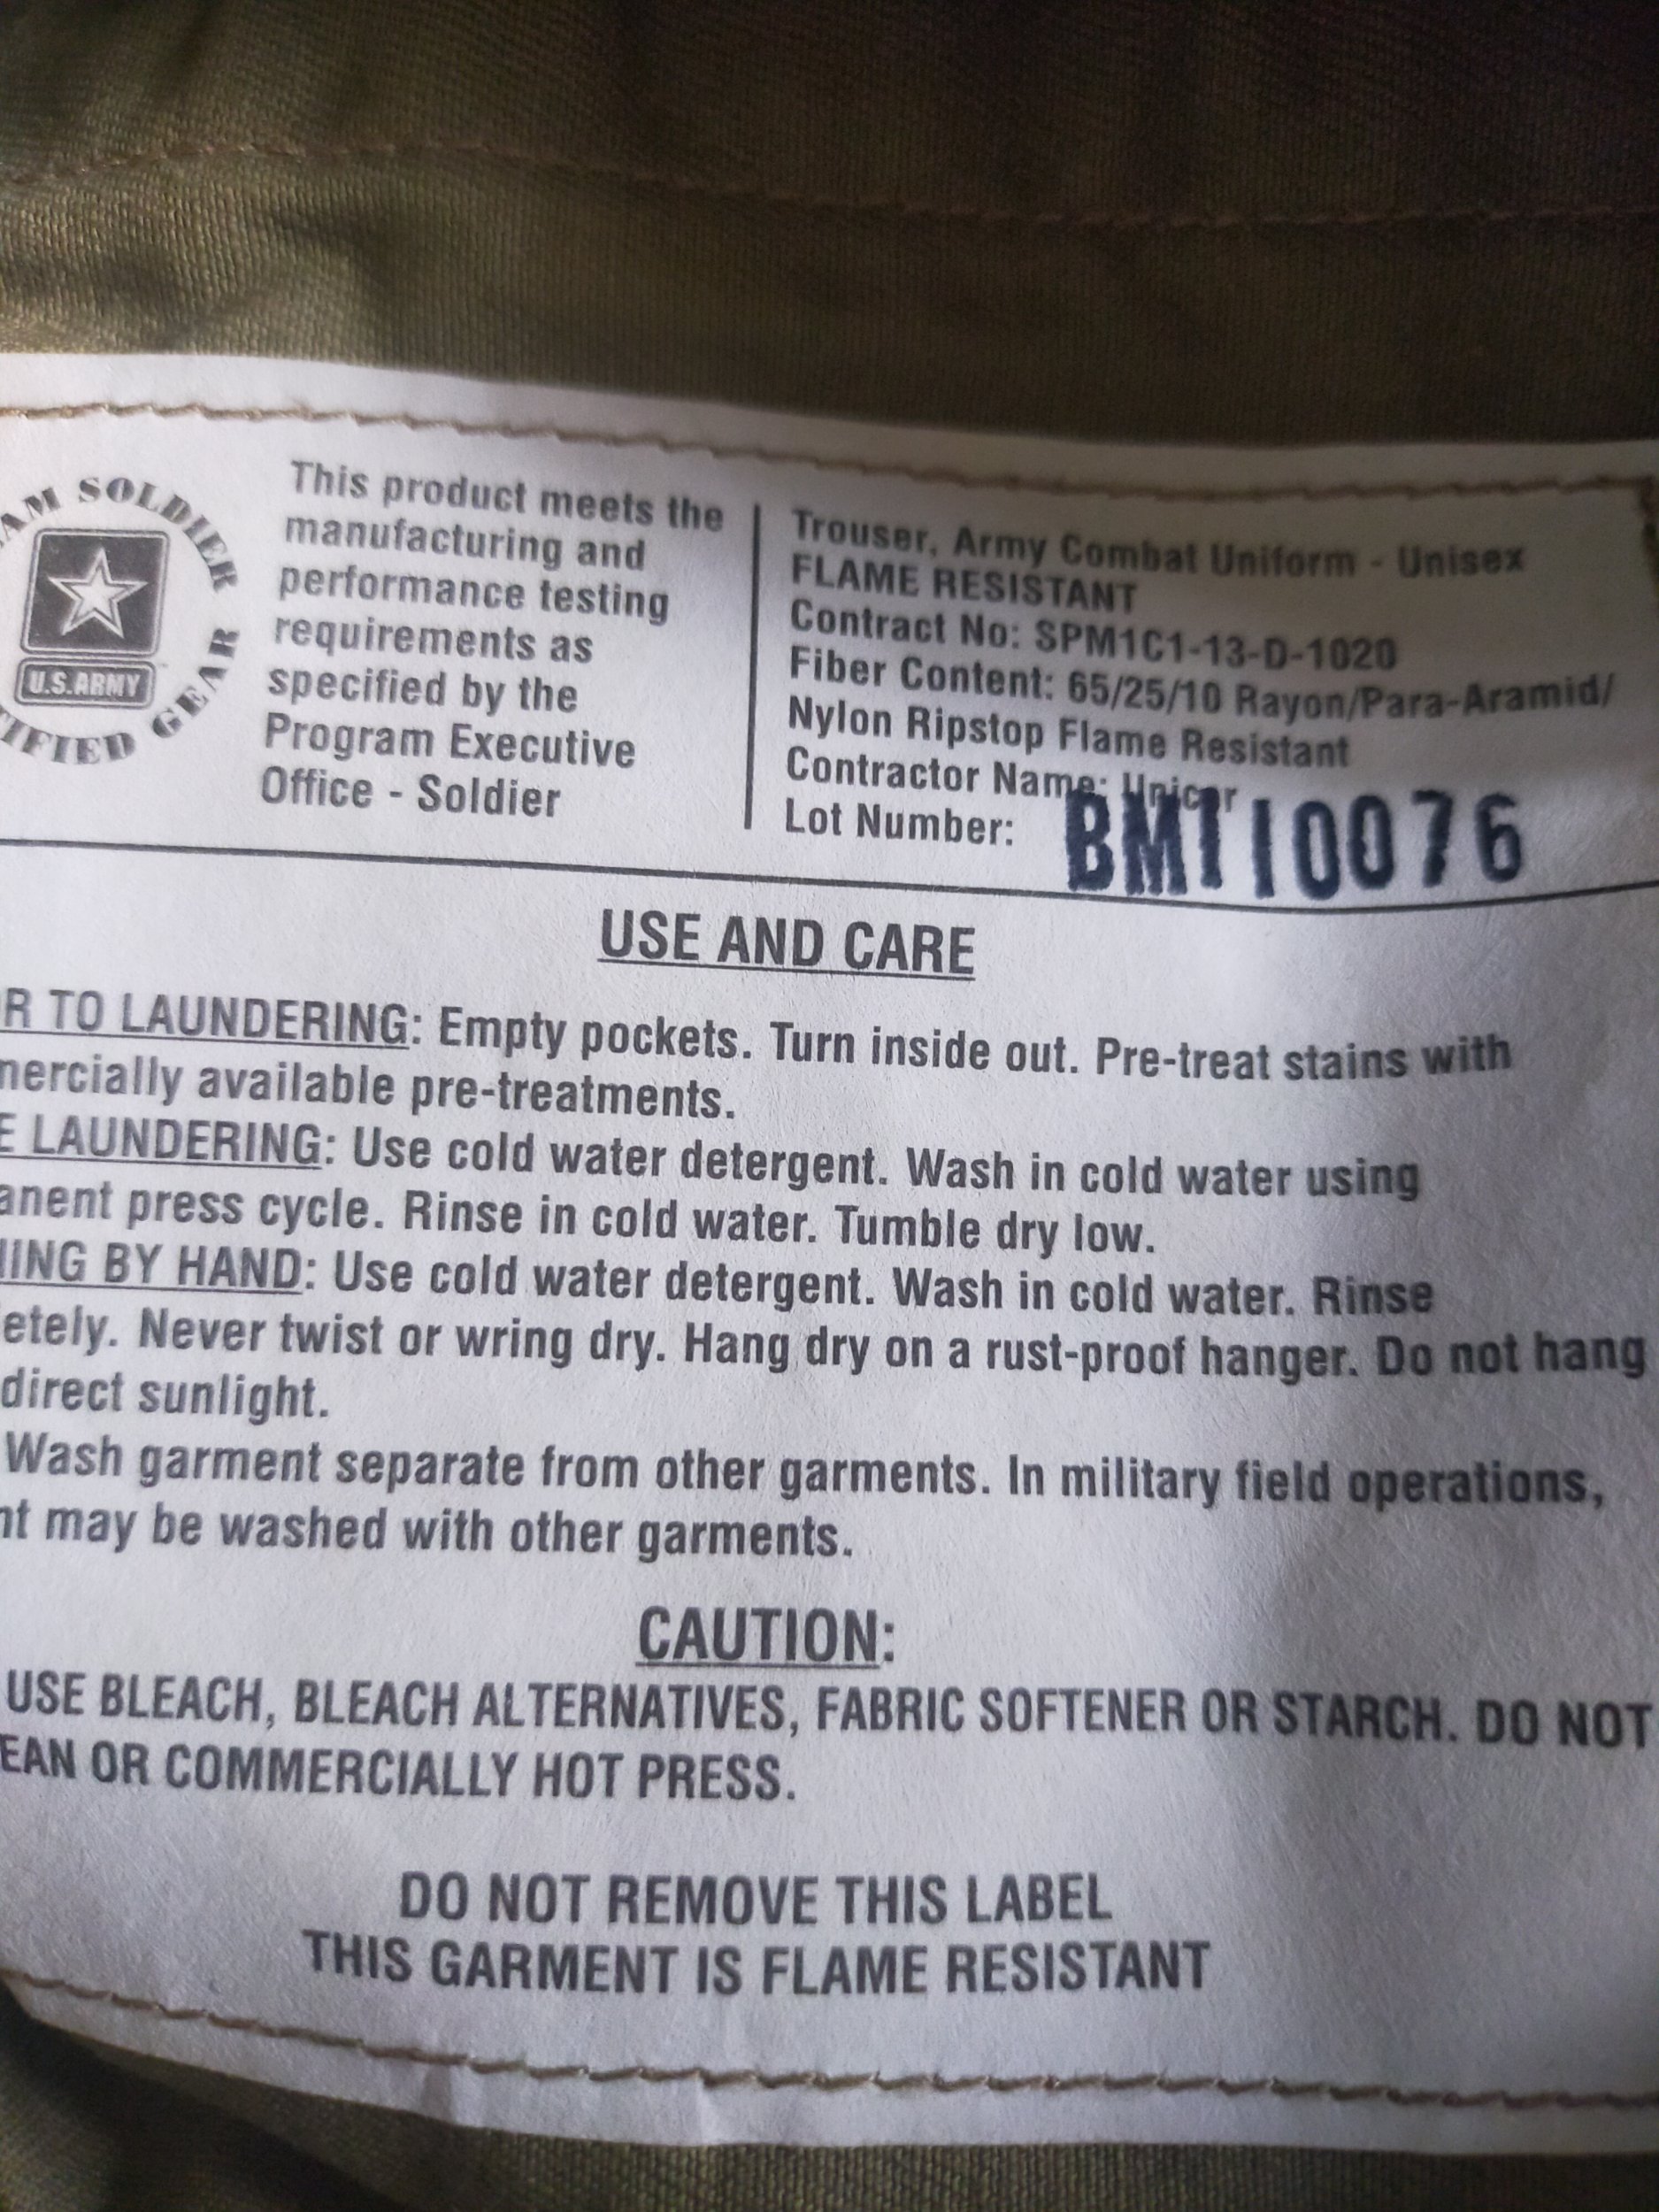 AM SOLDIER
U.S.ARMY
IFIED GEAR
This product meets the
manufacturing and
performance testing
requirements as
specified by the
Program Executive
Office - Soldier
Trouser, Army Combat Uniform - Unisex
FLAME RESISTANT
Contract No: SPM1C1-13-D-1020
Fiber Content: 65/25/10 Rayon/Para-Aramid/
Nylon Ripstop Flame Resistant
Contractor Name: Unicor
Lot Number: BMT10076
USE AND CARE
R TO LAUNDERING: Empty pockets. Turn inside out. Pre-treat stains with
mercially available pre-treatments.
E LAUNDERING: Use cold water detergent. Wash in cold water using
anent press cycle. Rinse in cold water. Tumble dry low.
ING BY HAND: Use cold water detergent. Wash in cold water. Rinse
etely. Never twist or wring dry. Hang dry on a rust-proof hanger. Do not hang
direct sunlight.
Wash garment separate from other garments. In military field operations,
nt may be washed with other garments.
CAUTION:
USE BLEACH, BLEACH ALTERNATIVES, FABRIC SOFTENER OR STARCH. DO NOT
EAN OR COMMERCIALLY HOT PRESS.
DO NOT REMOVE THIS LABEL
THIS GARMENT IS FLAME RESISTANT